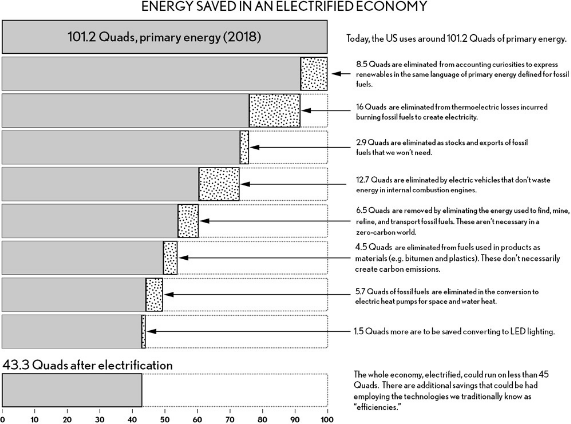 ENERGY SAVED IN AN ELECTRIFIED ECONOMY
101.2 Quads, primary energy (2018)
Today, the US uses around 101.2 Quads of primary energy.
8.5 Quads are eliminated from accounting curiosities to express
renewables in the same language of primary energy defined for fossil
fuels.
16 Quads are eliminated from thermoelectric losses incurred
burning fossil fuels to create electricity.
2.9 Quads are eliminated as stocks and exports of fossil
fuels that we won't need.
12.7 Quads are eliminated by electric vehicles that don't waste
energy in internal combustion engines.
6.5 Quads are removed by eliminating the energy used to find, mine,
refine, and transport fossil fuels. These aren't necessary in a
zero-carbon world.
4.5 Quads are eliminated from fuels used in products as
materials (e.g. bitumen and plastics). These don't necessarily
create carbon emissions.
5.7 Quads of fossil fuels are eliminated in the conversion to
electric heat pumps for space and water heat.
1.5 Quads more are to be saved converting to LED lighting.
43.3 Quads after electrification
The whole economy, electrified, could run on less than 45
Quads. There are additional savings that could be had
employing the technologies we traditionally know as
"efficiencies."
0 10 20 30 40 50 60 70 80 90 100